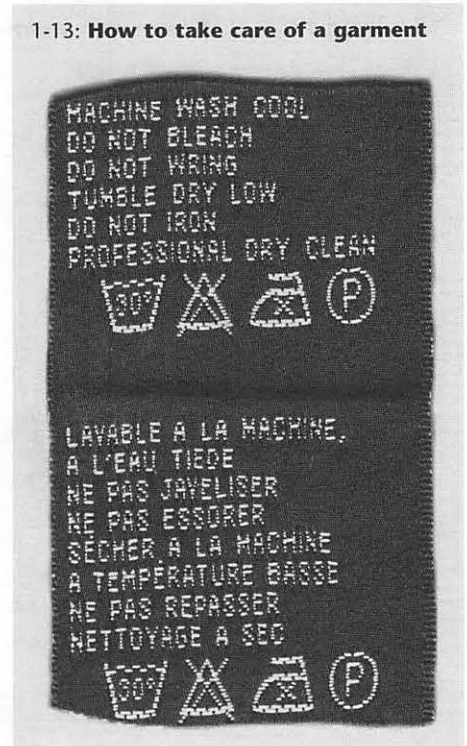 1-13: How to take care of a garment
MACHINE WASH COOL
DO NOT BLEACH
DO NOT WRING
TUMBLE DRY LOW
DO NOT IRON
PROFESSIONAL DRY CLEAN
30° X P
LAVABLE A LA MACHINE,
A L'EAU TIEDE
NE PAS JAVELISER
NE PAS ESSORER
SECHER A LA MACHINE
A TEMPÉRATURE BASSE
NE PAS REPASSER
NETTOYAGE A SEC
30° X P